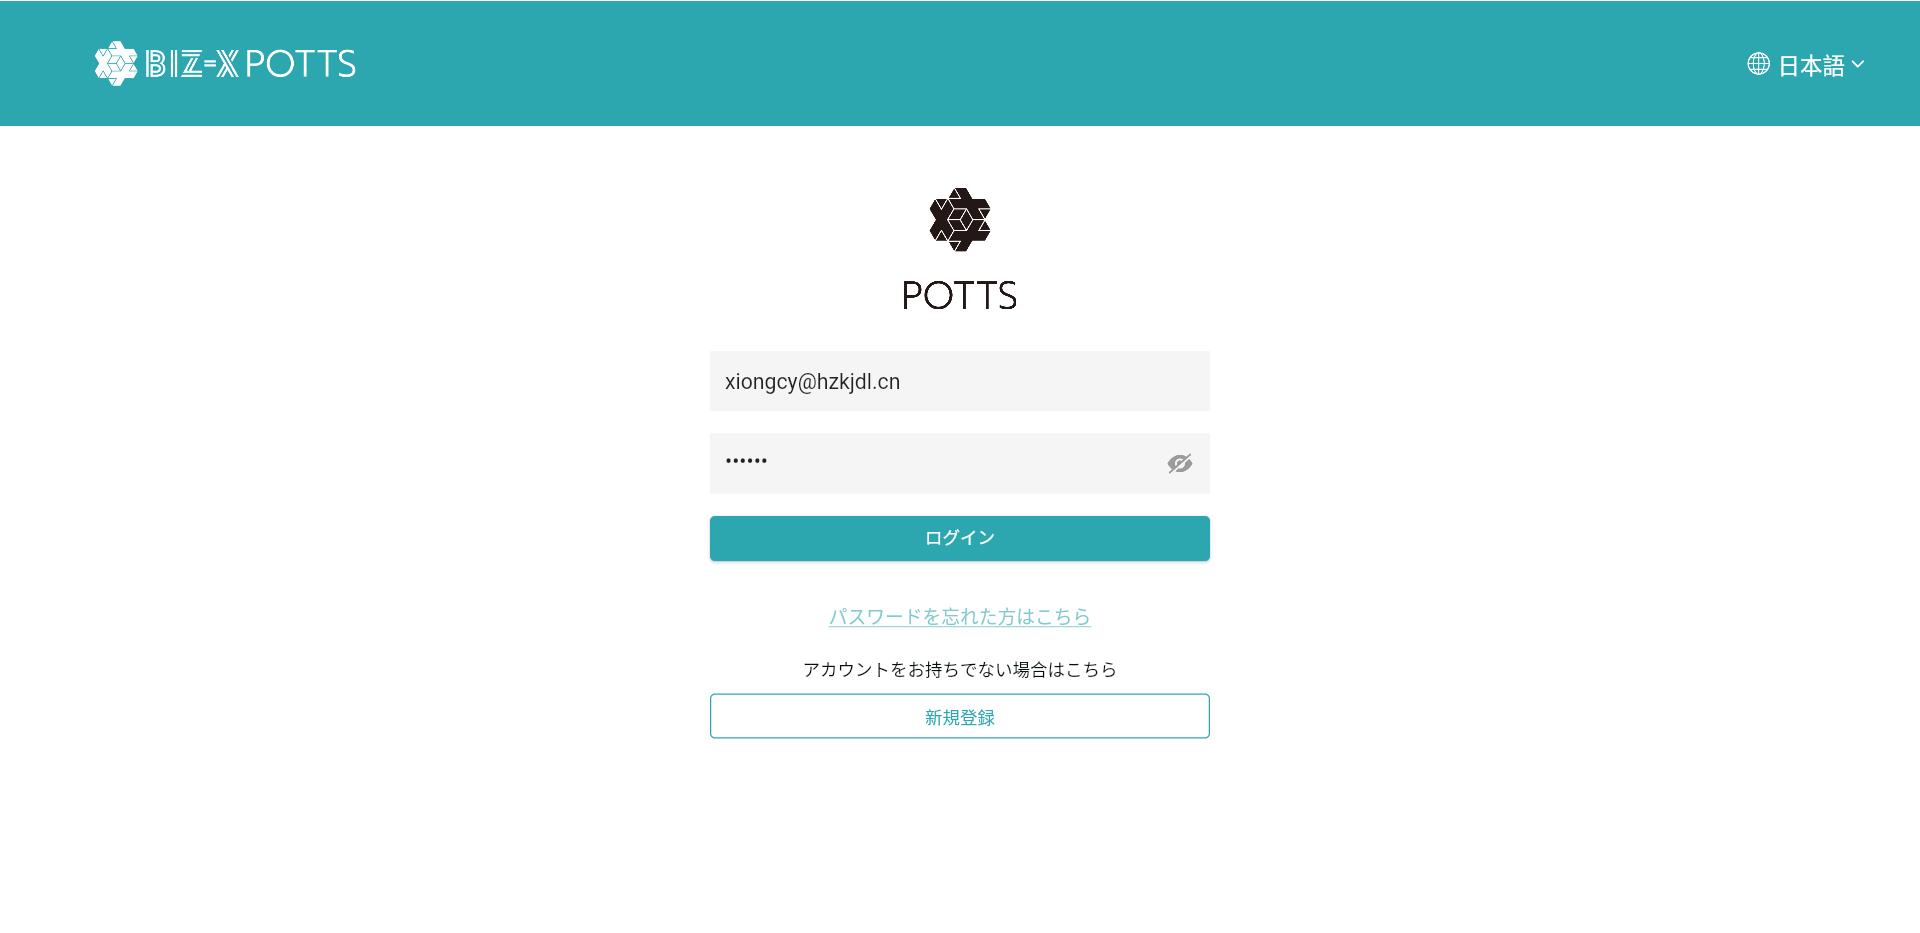 BIZ=X POTTS
日本語
POTTS
xiongcy@hzkjdl.cn
••••••
ログイン
パスワードを忘れた方はこちら
アカウントをお持ちでない場合はこちら
新規登録